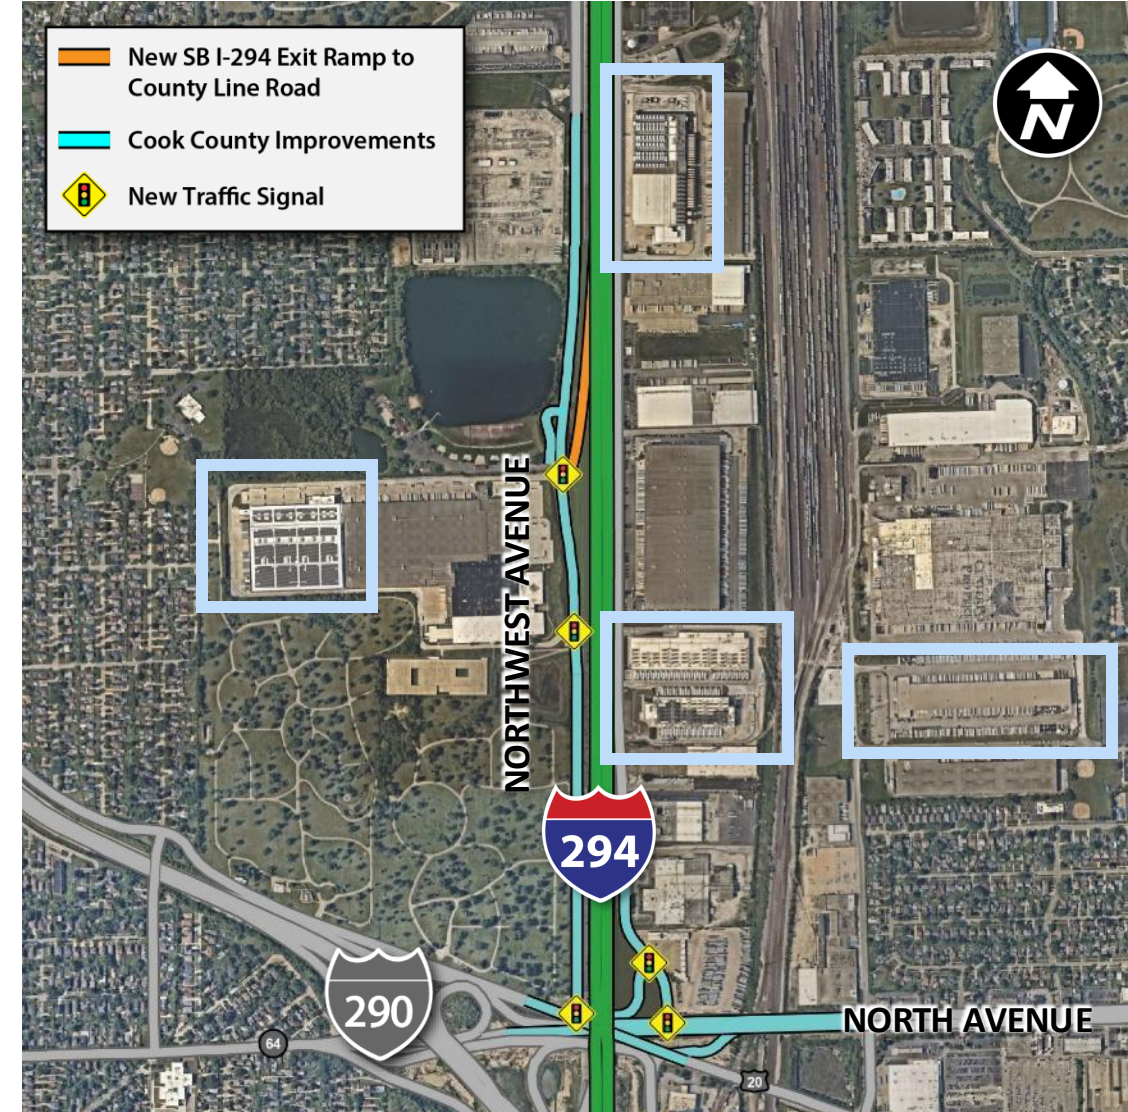 New SB I-294 Exit Ramp to
County Line Road
Cook County Improvements
New Traffic Signal
N
NORTHWEST AVENUE
294
290
NORTH AVENUE
64
20